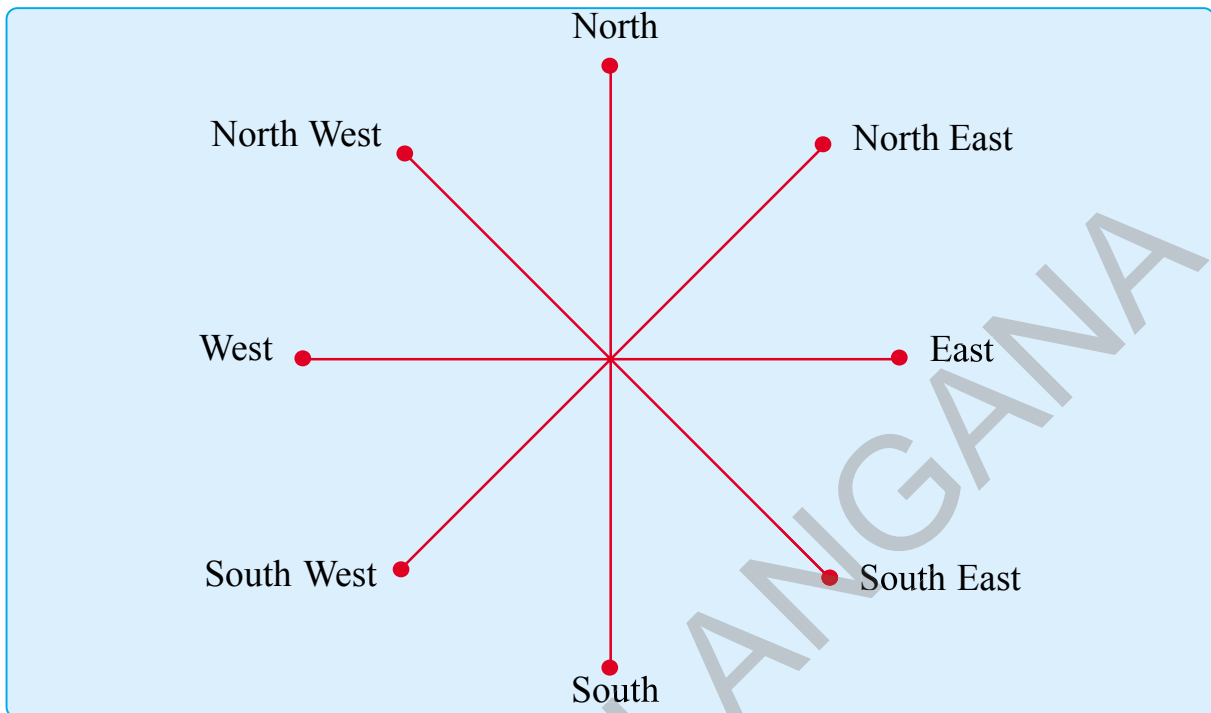 North
North West
North East
West
East
South West
South East
South
ANGANA